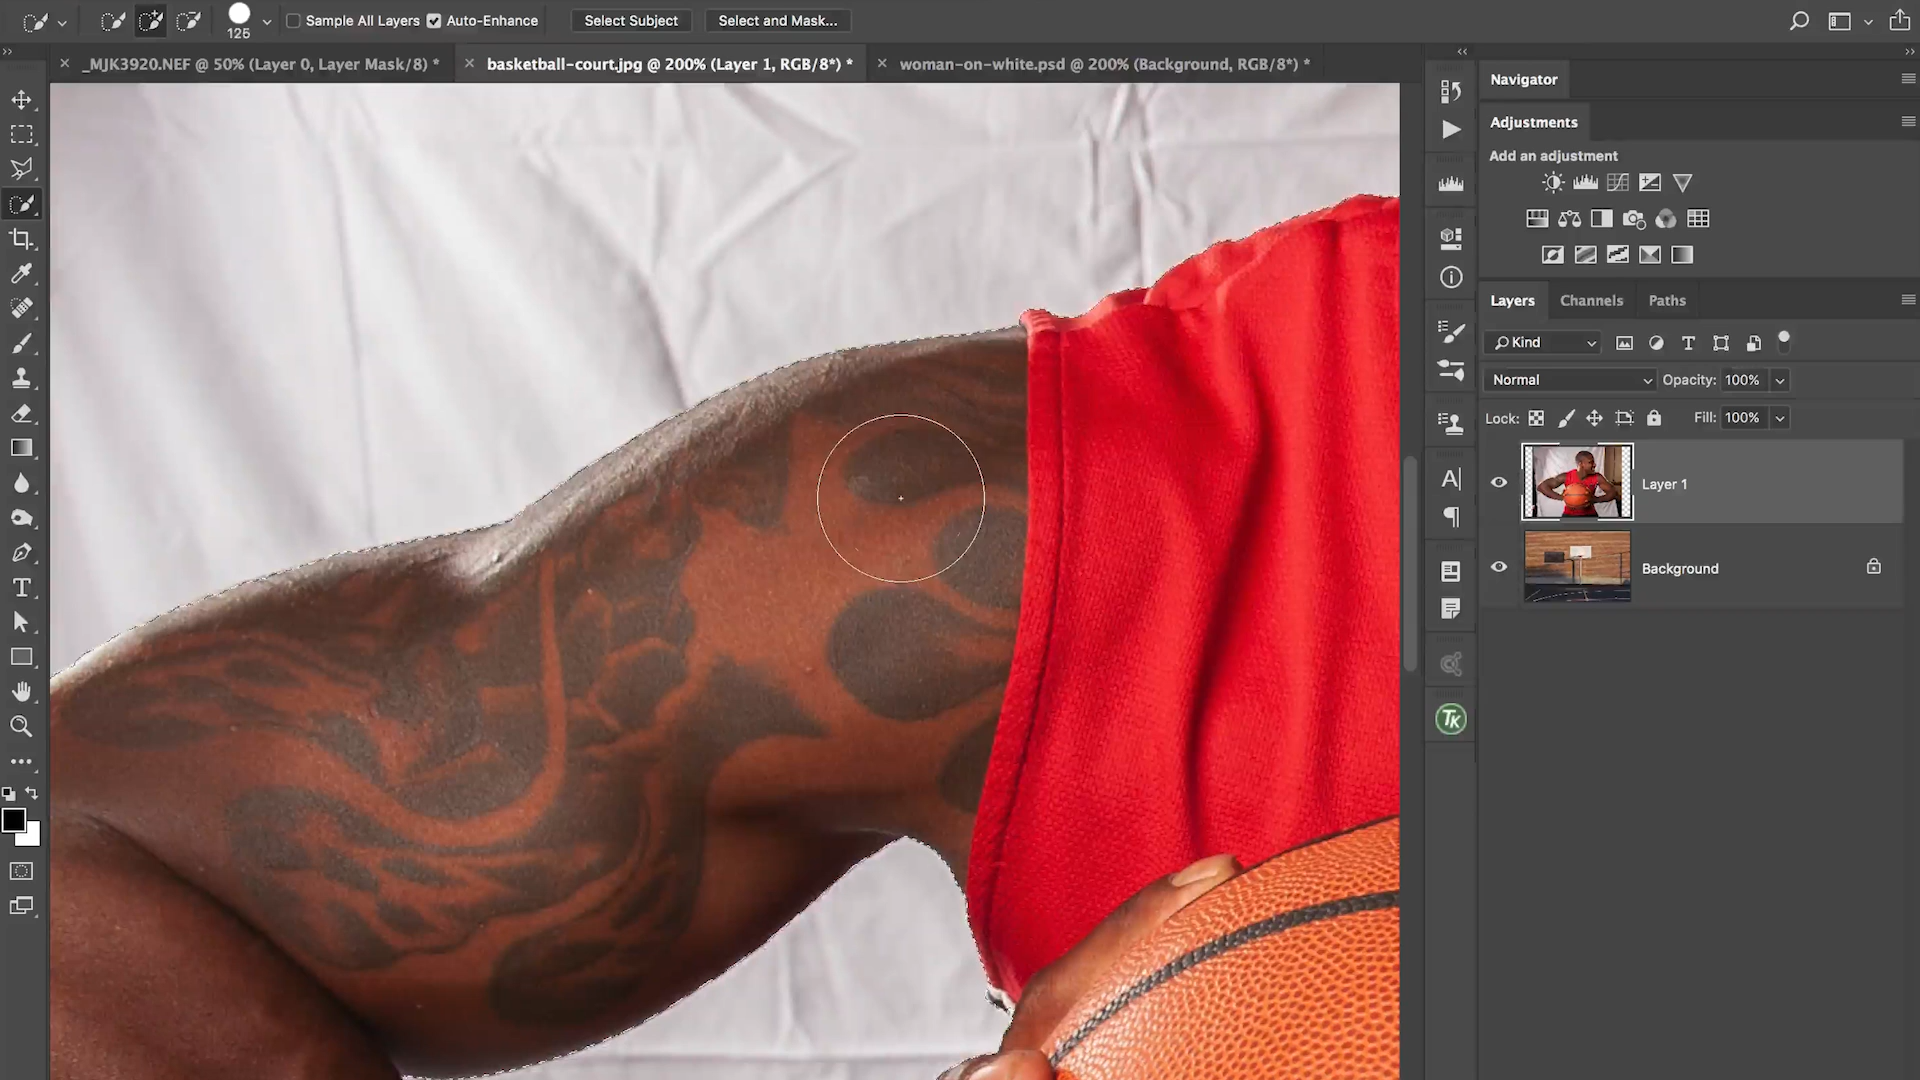 Sample All Layers Auto-Enhance Select Subject Select and Mask...
125
_MJK3920.NEF @ 50% (Layer 0, Layer Mask/8) *
basketball-court.jpg @ 200% (Layer 1, RGB/8*) *
woman-on-white.psd @ 200% (Background, RGB/8*) *
Navigator
Adjustments
Add an adjustment
Layers Channels Paths
Kind
Normal Opacity: 100%
Lock: Fill: 100%
Layer 1
Background
TK